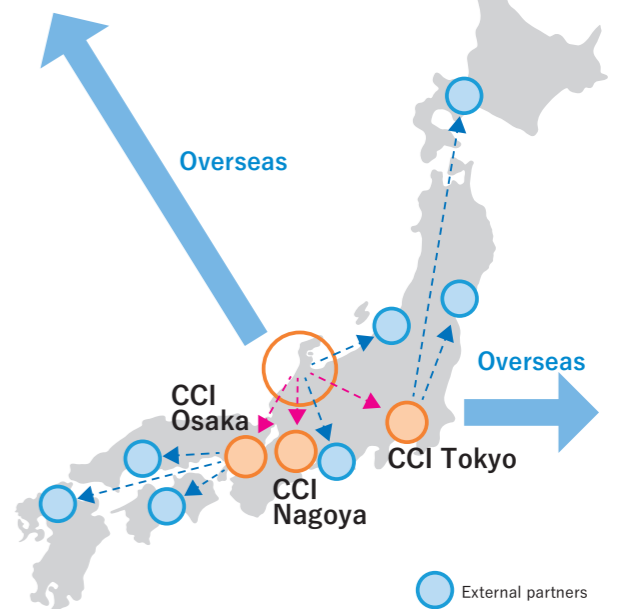 Overseas
Overseas
CCI
Osaka
CCI Tokyo
CCI
Nagoya
External partners